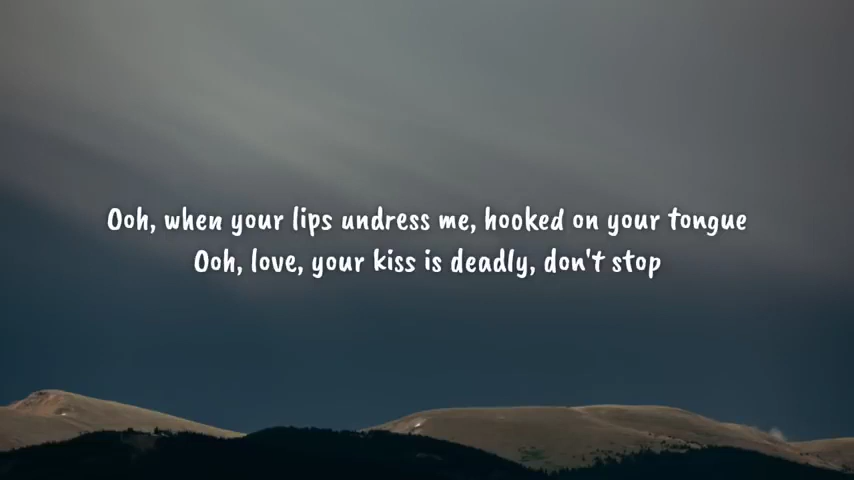 Ooh, when your lips undress me, hooked on your tongue
Ooh, love, your kiss is deadly, don't stop